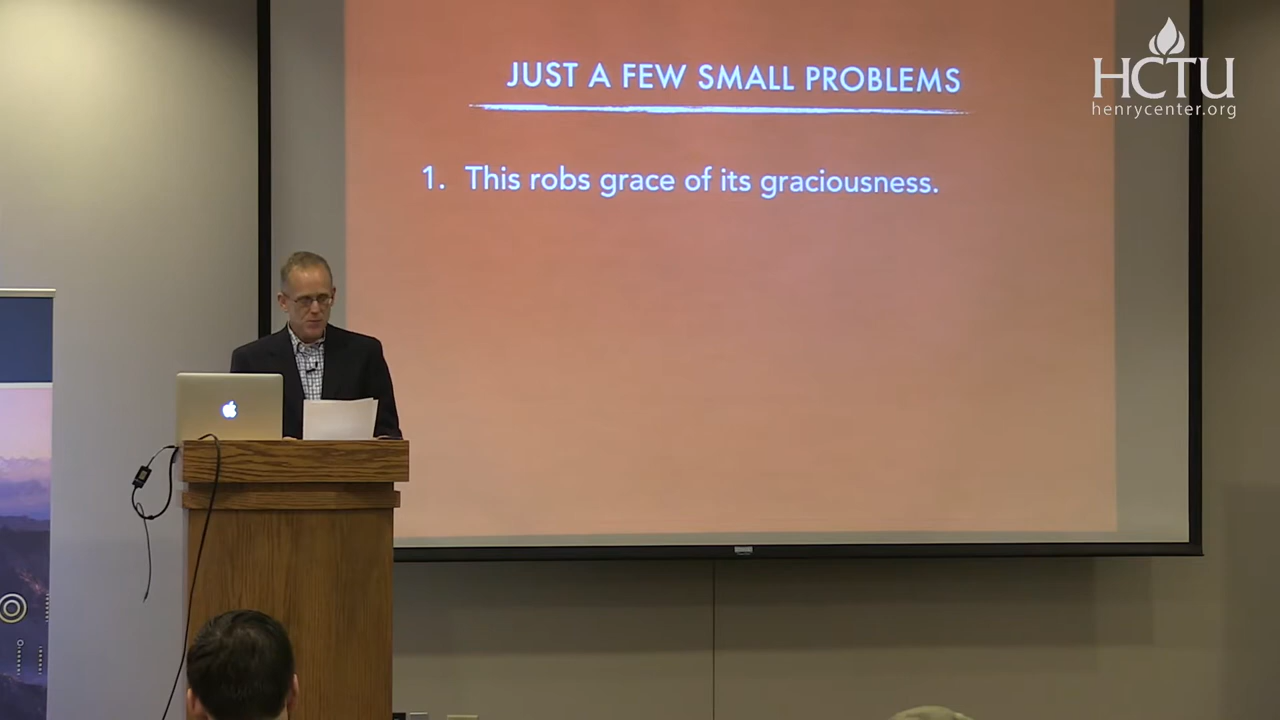 JUST A FEW SMALL PROBLEMS
1. This robs grace of its graciousness.
HCTU
henrycenter.org